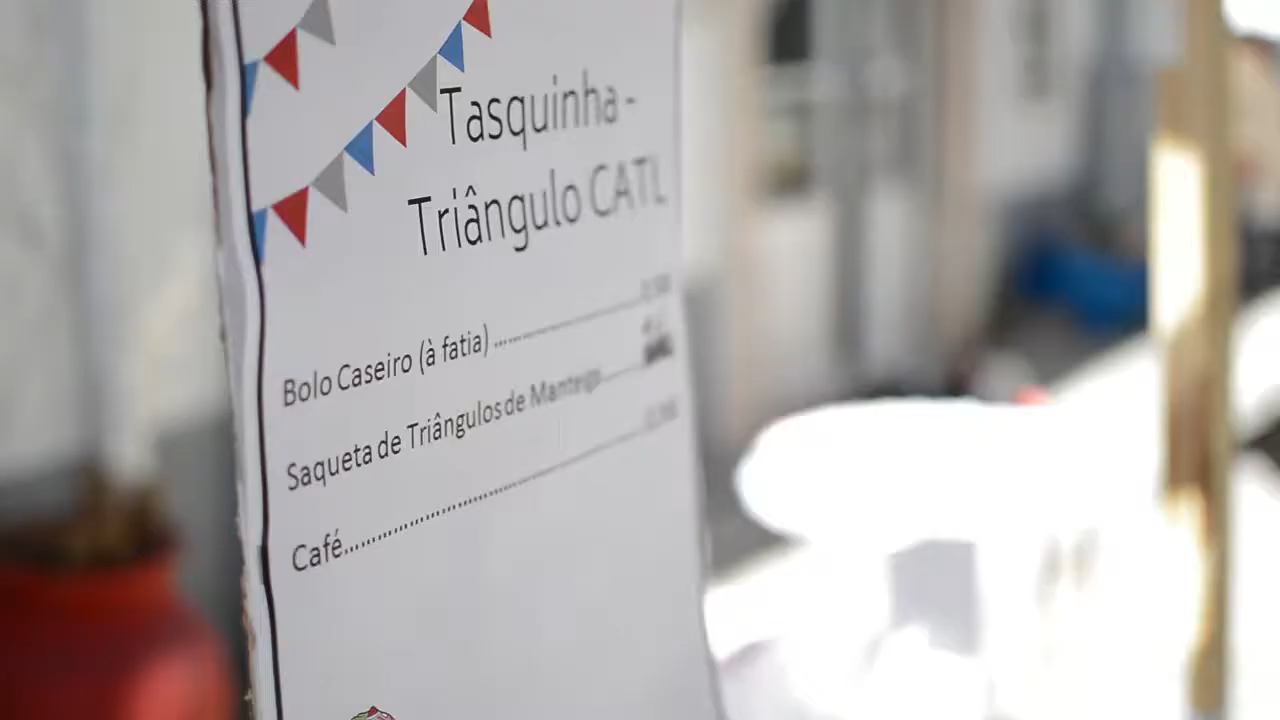 Tasquinha -
Triângulo CATL
Bolo Caseiro (à fatia)
Saqueta de Triângulos de Manteiga
Café